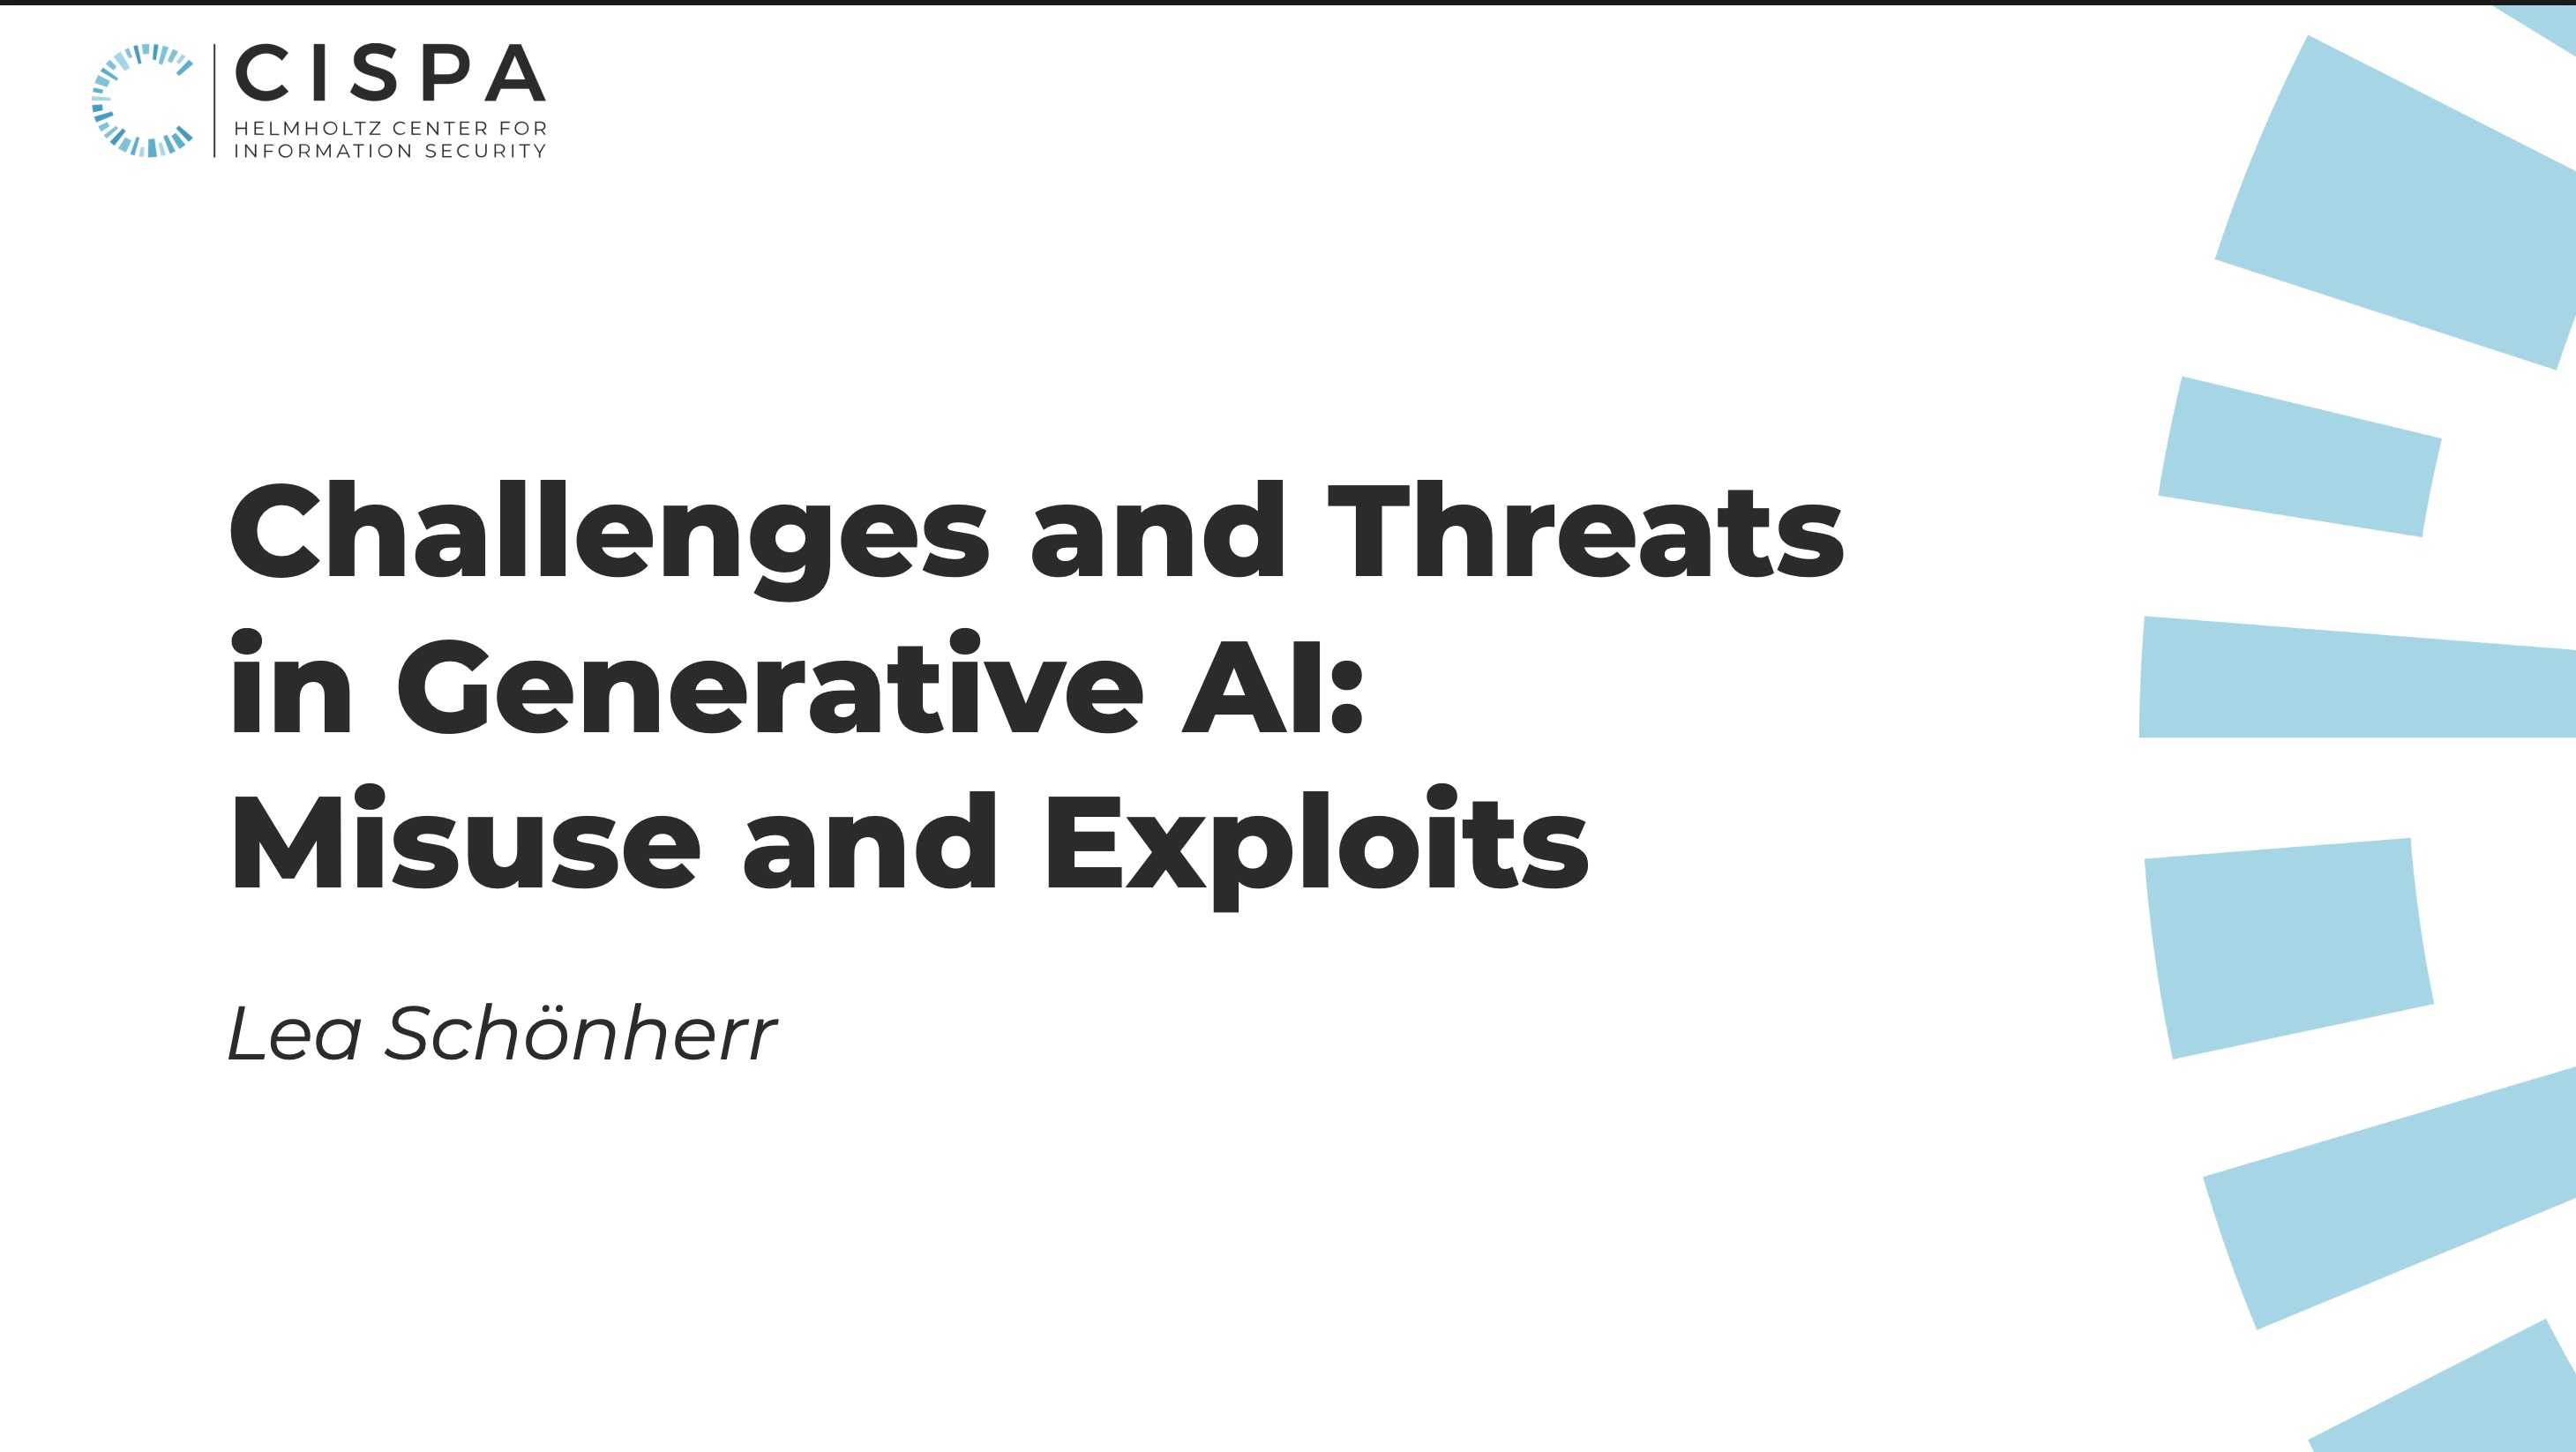 CISPA
HELMHOLTZ CENTER FOR
INFORMATION SECURITY
Challenges and Threats
in Generative AI:
Misuse and Exploits
Lea Schönherr